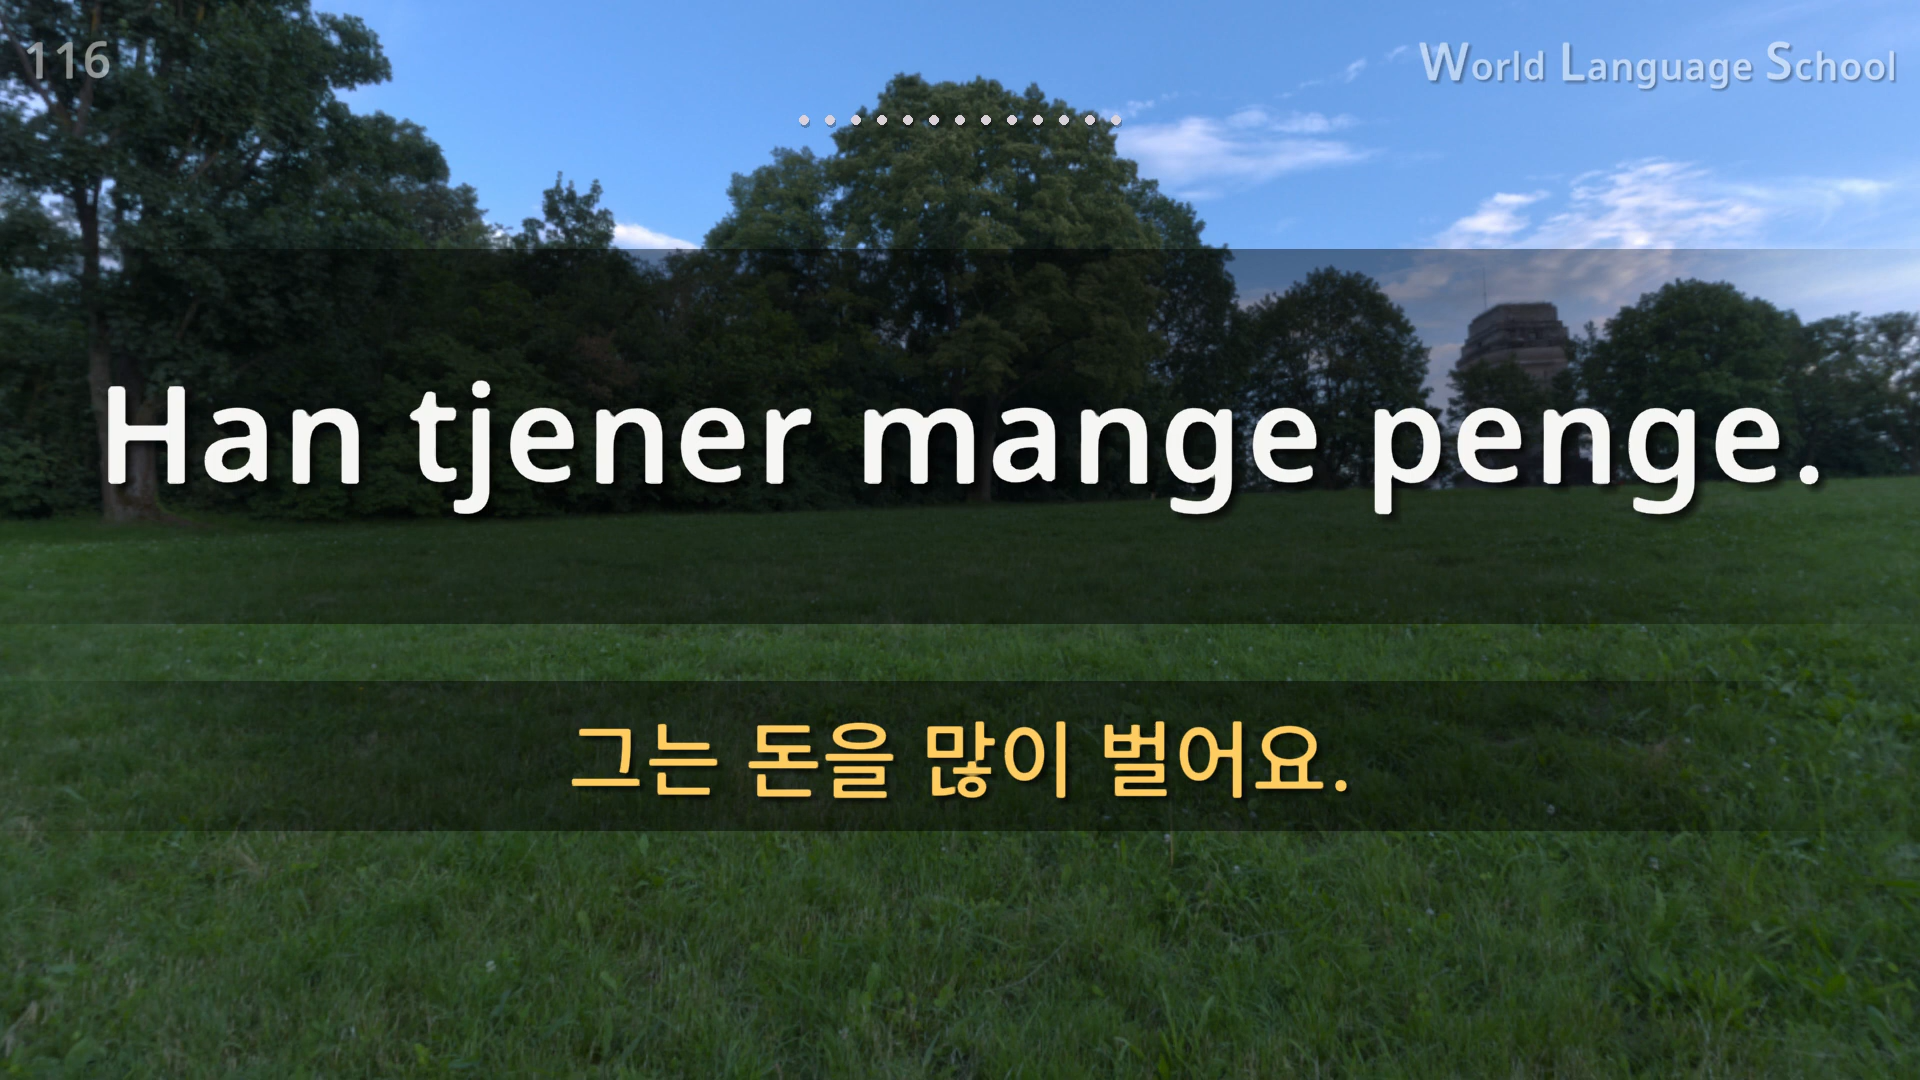 116
World Language School
Han tjener mange penge.
그는 돈을 많이 벌어요.